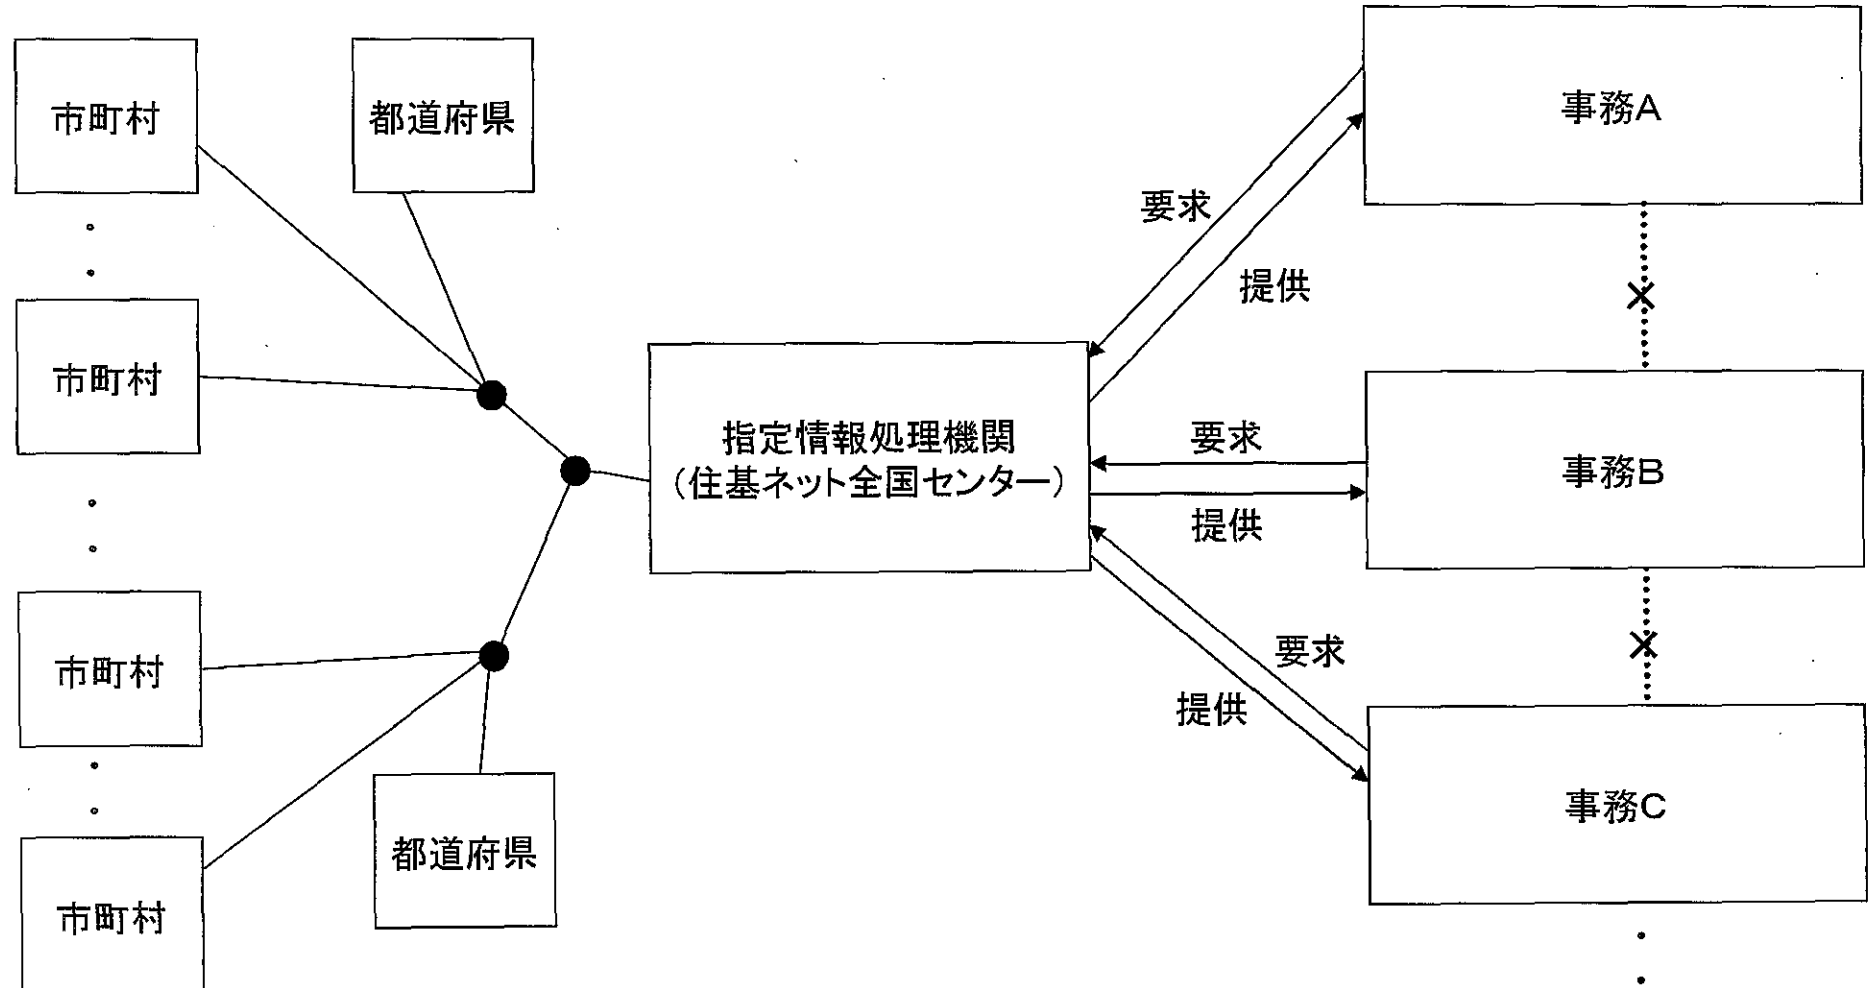 市町村
都道府県
事務A
要求
提供
市町村
指定情報処理機関
（住基ネット全国センター）
要求
提供
事務B
市町村
要求
提供
都道府県
事務C
市町村